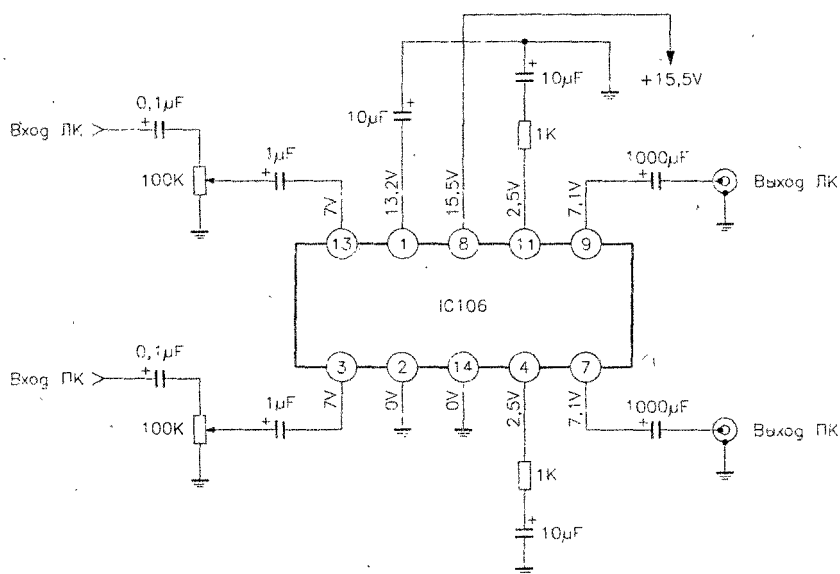 +15,5V
10µF
0,1µF
10µF
Вход ЛК
1K
1µF
1000µF
100K
Выход ЛК
7V
13,2V
15,5V
2,5V
7,1V
13
1
8
11
9
IC106
3
2
14
4
7
0,1µF
Вход ПК
7V
0V
0V
2,5V
7,1V
1µF
1000µF
100K
Выход ПК
1K
10µF